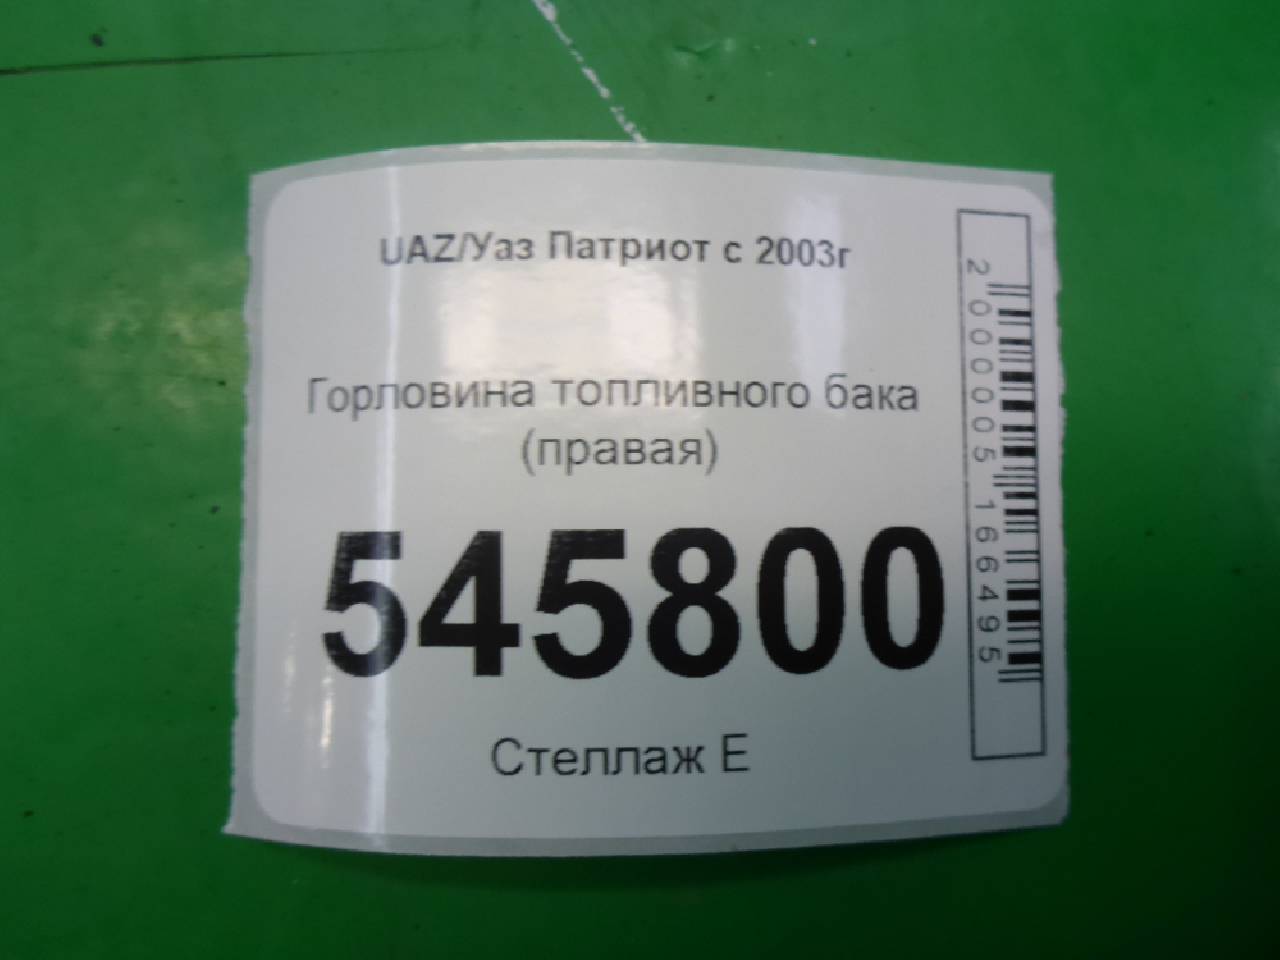 UAZ/Уаз Патриот с 2003г
Горловина топливного бака
(правая)
545800
Стеллаж Е
2000005166495